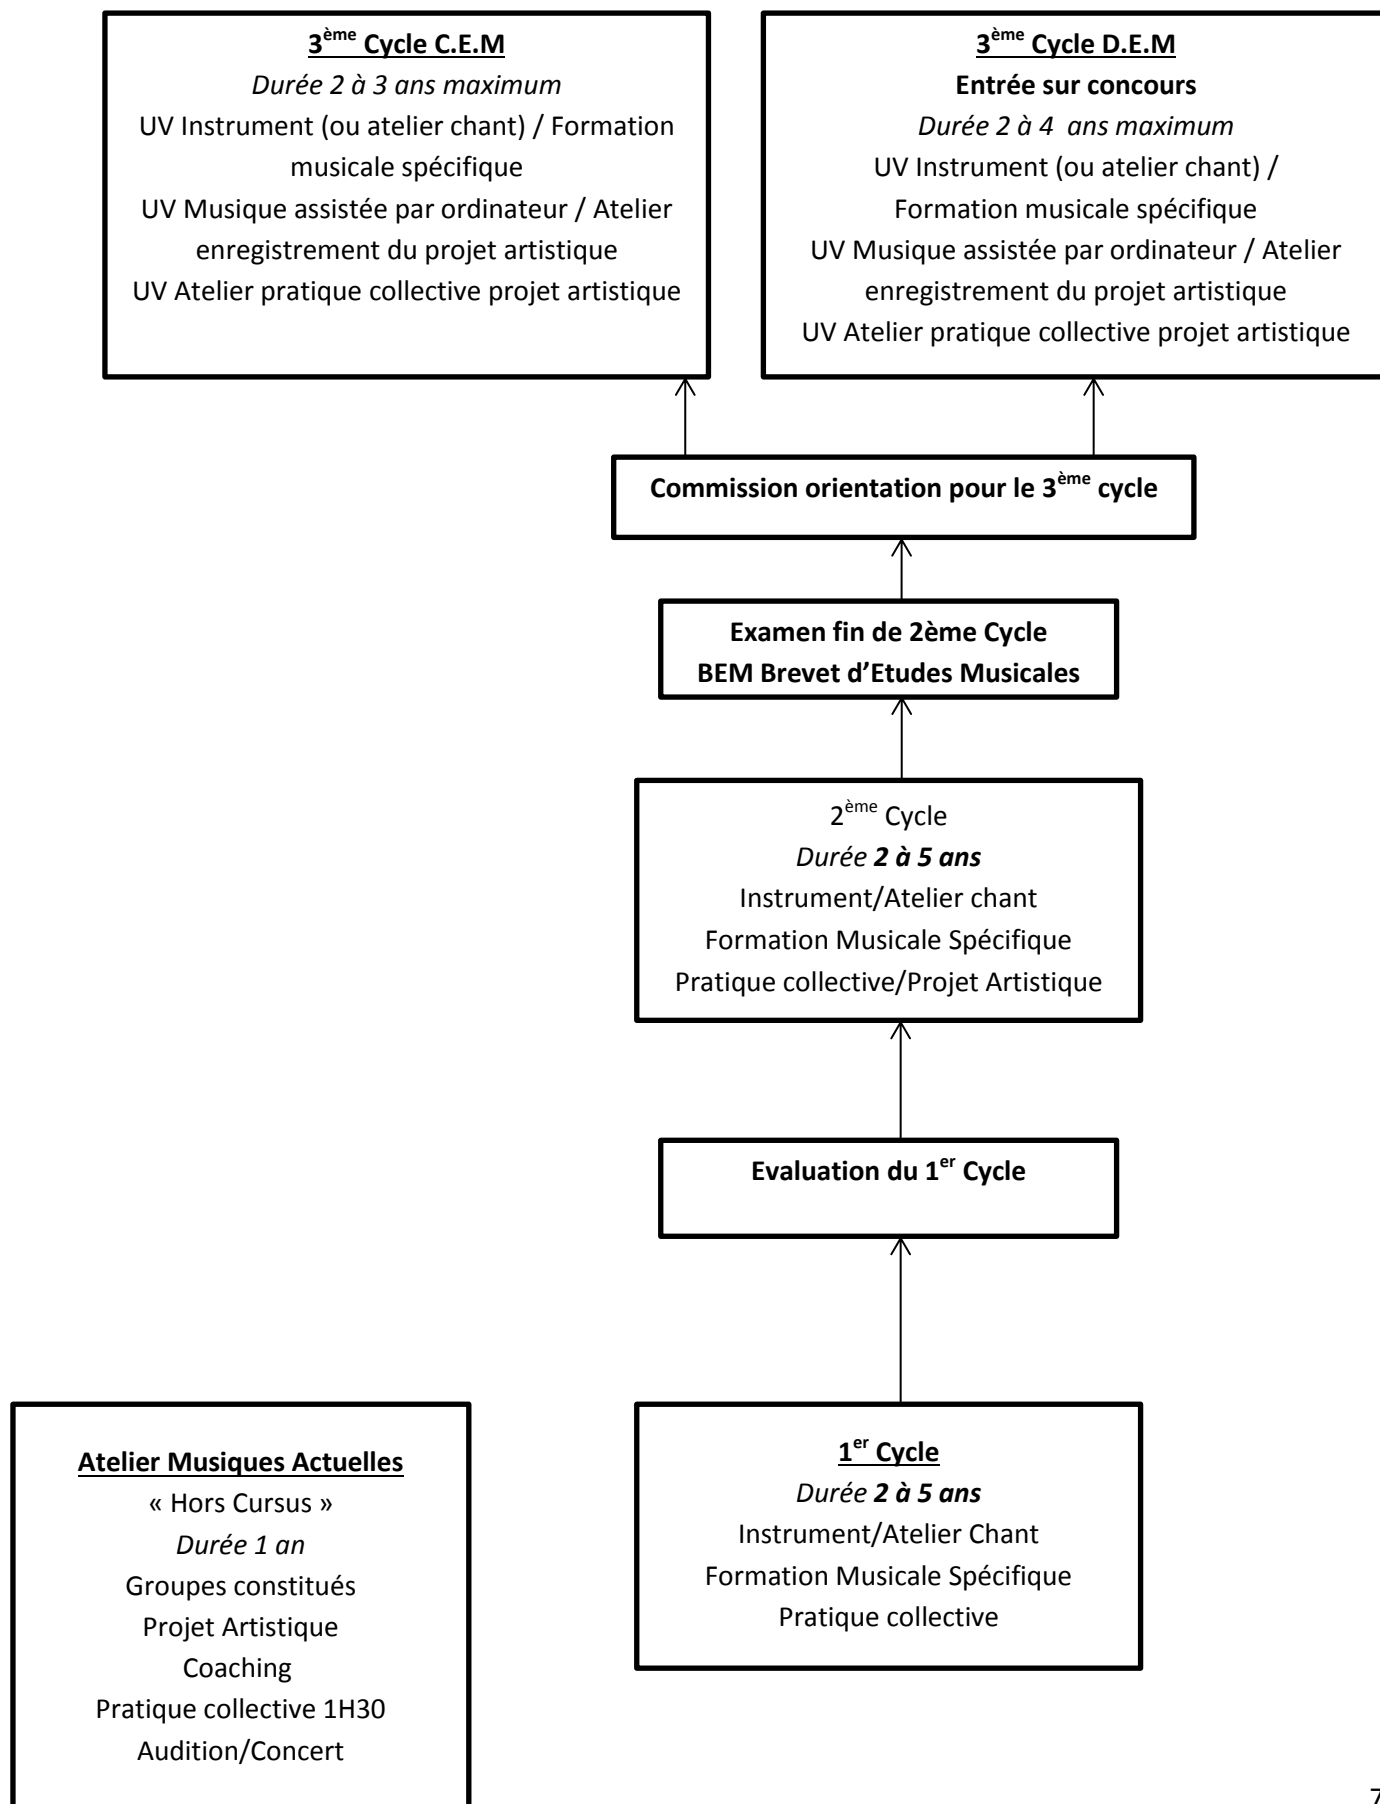 3ème Cycle C.E.M
Durée 2 à 3 ans maximum
UV Instrument (ou atelier chant) / Formation
musicale spécifique
UV Musique assistée par ordinateur / Atelier
enregistrement du projet artistique
UV Atelier pratique collective projet artistique
3ème Cycle D.E.M
Entrée sur concours
Durée 2 à 4 ans maximum
UV Instrument (ou atelier chant) /
Formation musicale spécifique
UV Musique assistée par ordinateur / Atelier
enregistrement du projet artistique
UV Atelier pratique collective projet artistique
Commission orientation pour le 3ème cycle
Examen fin de 2ème Cycle
BEM Brevet d’Etudes Musicales
2ème Cycle
Durée 2 à 5 ans
Instrument/Atelier chant
Formation Musicale Spécifique
Pratique collective/Projet Artistique
Evaluation du 1er Cycle
Atelier Musiques Actuelles
« Hors Cursus »
Durée 1 an
Groupes constitués
Projet Artistique
Coaching
Pratique collective 1H30
Audition/Concert
1er Cycle
Durée 2 à 5 ans
Instrument/Atelier Chant
Formation Musicale Spécifique
Pratique collective
7